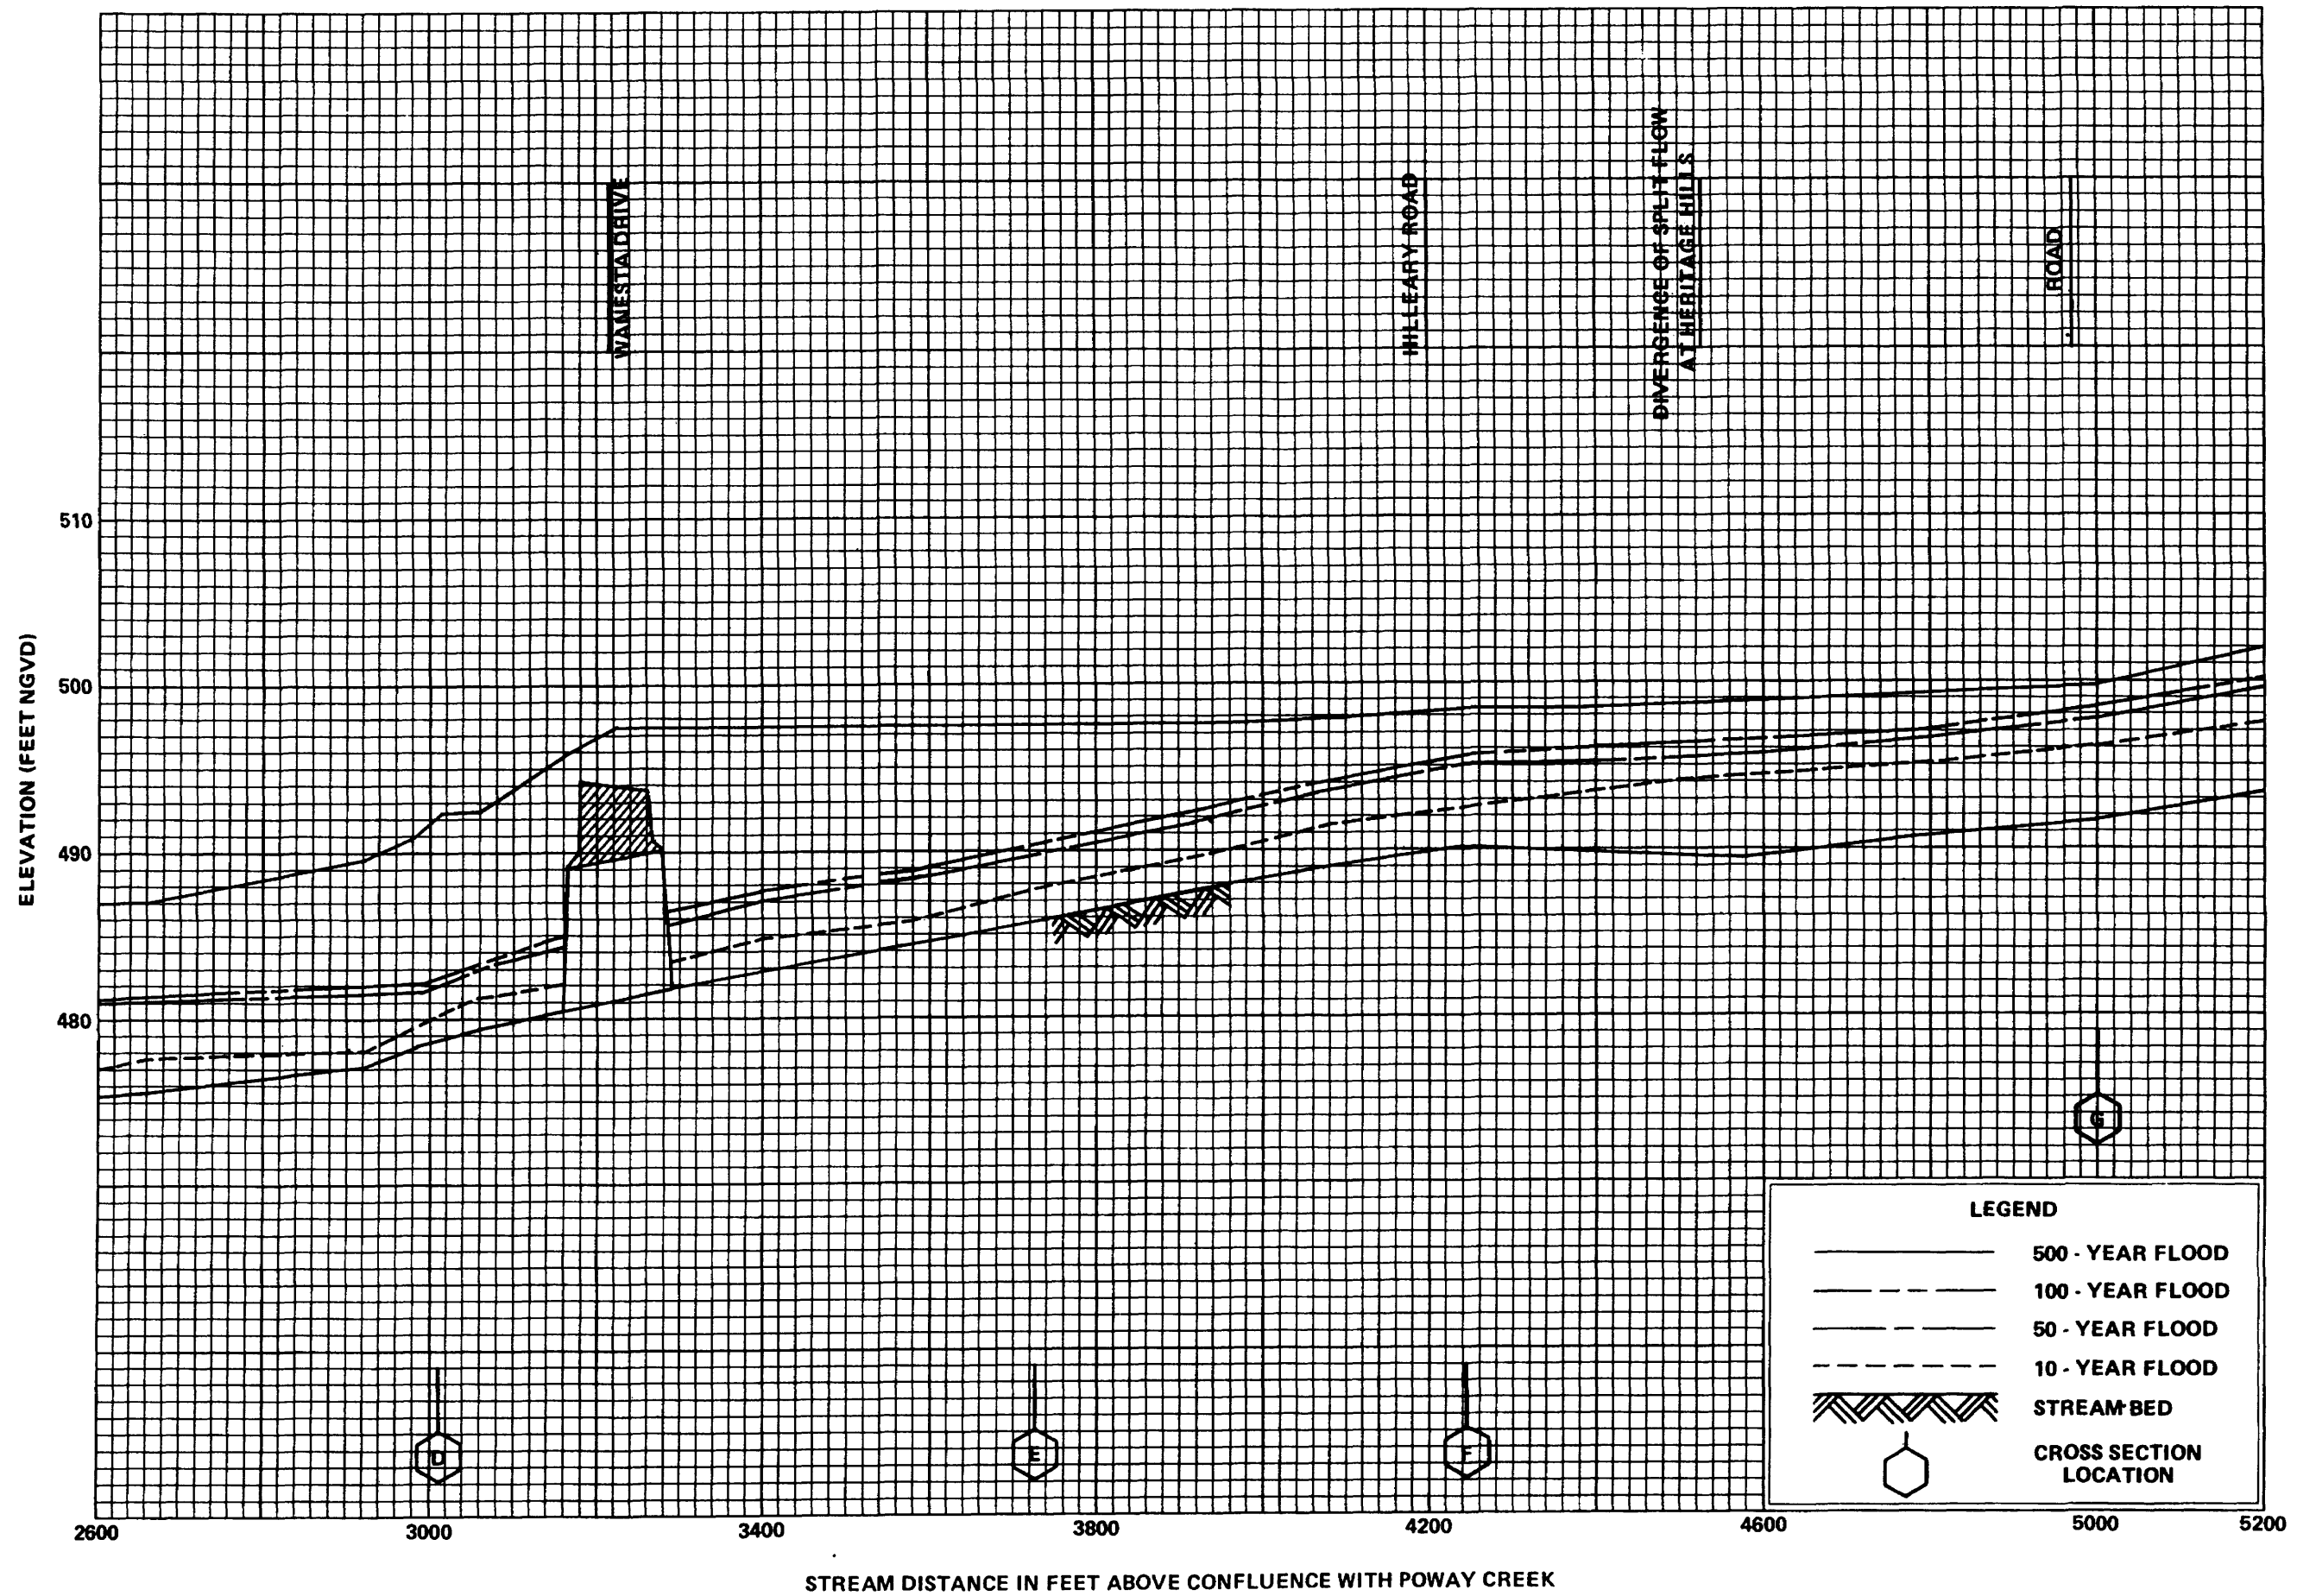 WANESTA DRIVE
HILLEARY ROAD
DIVERGENCE OF SPLIT FLOW
AT HERITAGE HILLS
ROAD
ELEVATION (FEET NGVD)
510
500
490
480
D
E
F
G
LEGEND
500 - YEAR FLOOD
100 - YEAR FLOOD
50 - YEAR FLOOD
10 - YEAR FLOOD
STREAM BED
CROSS SECTION
LOCATION
2600
3000
3400
3800
4200
4600
5000
5200
STREAM DISTANCE IN FEET ABOVE CONFLUENCE WITH POWAY CREEK